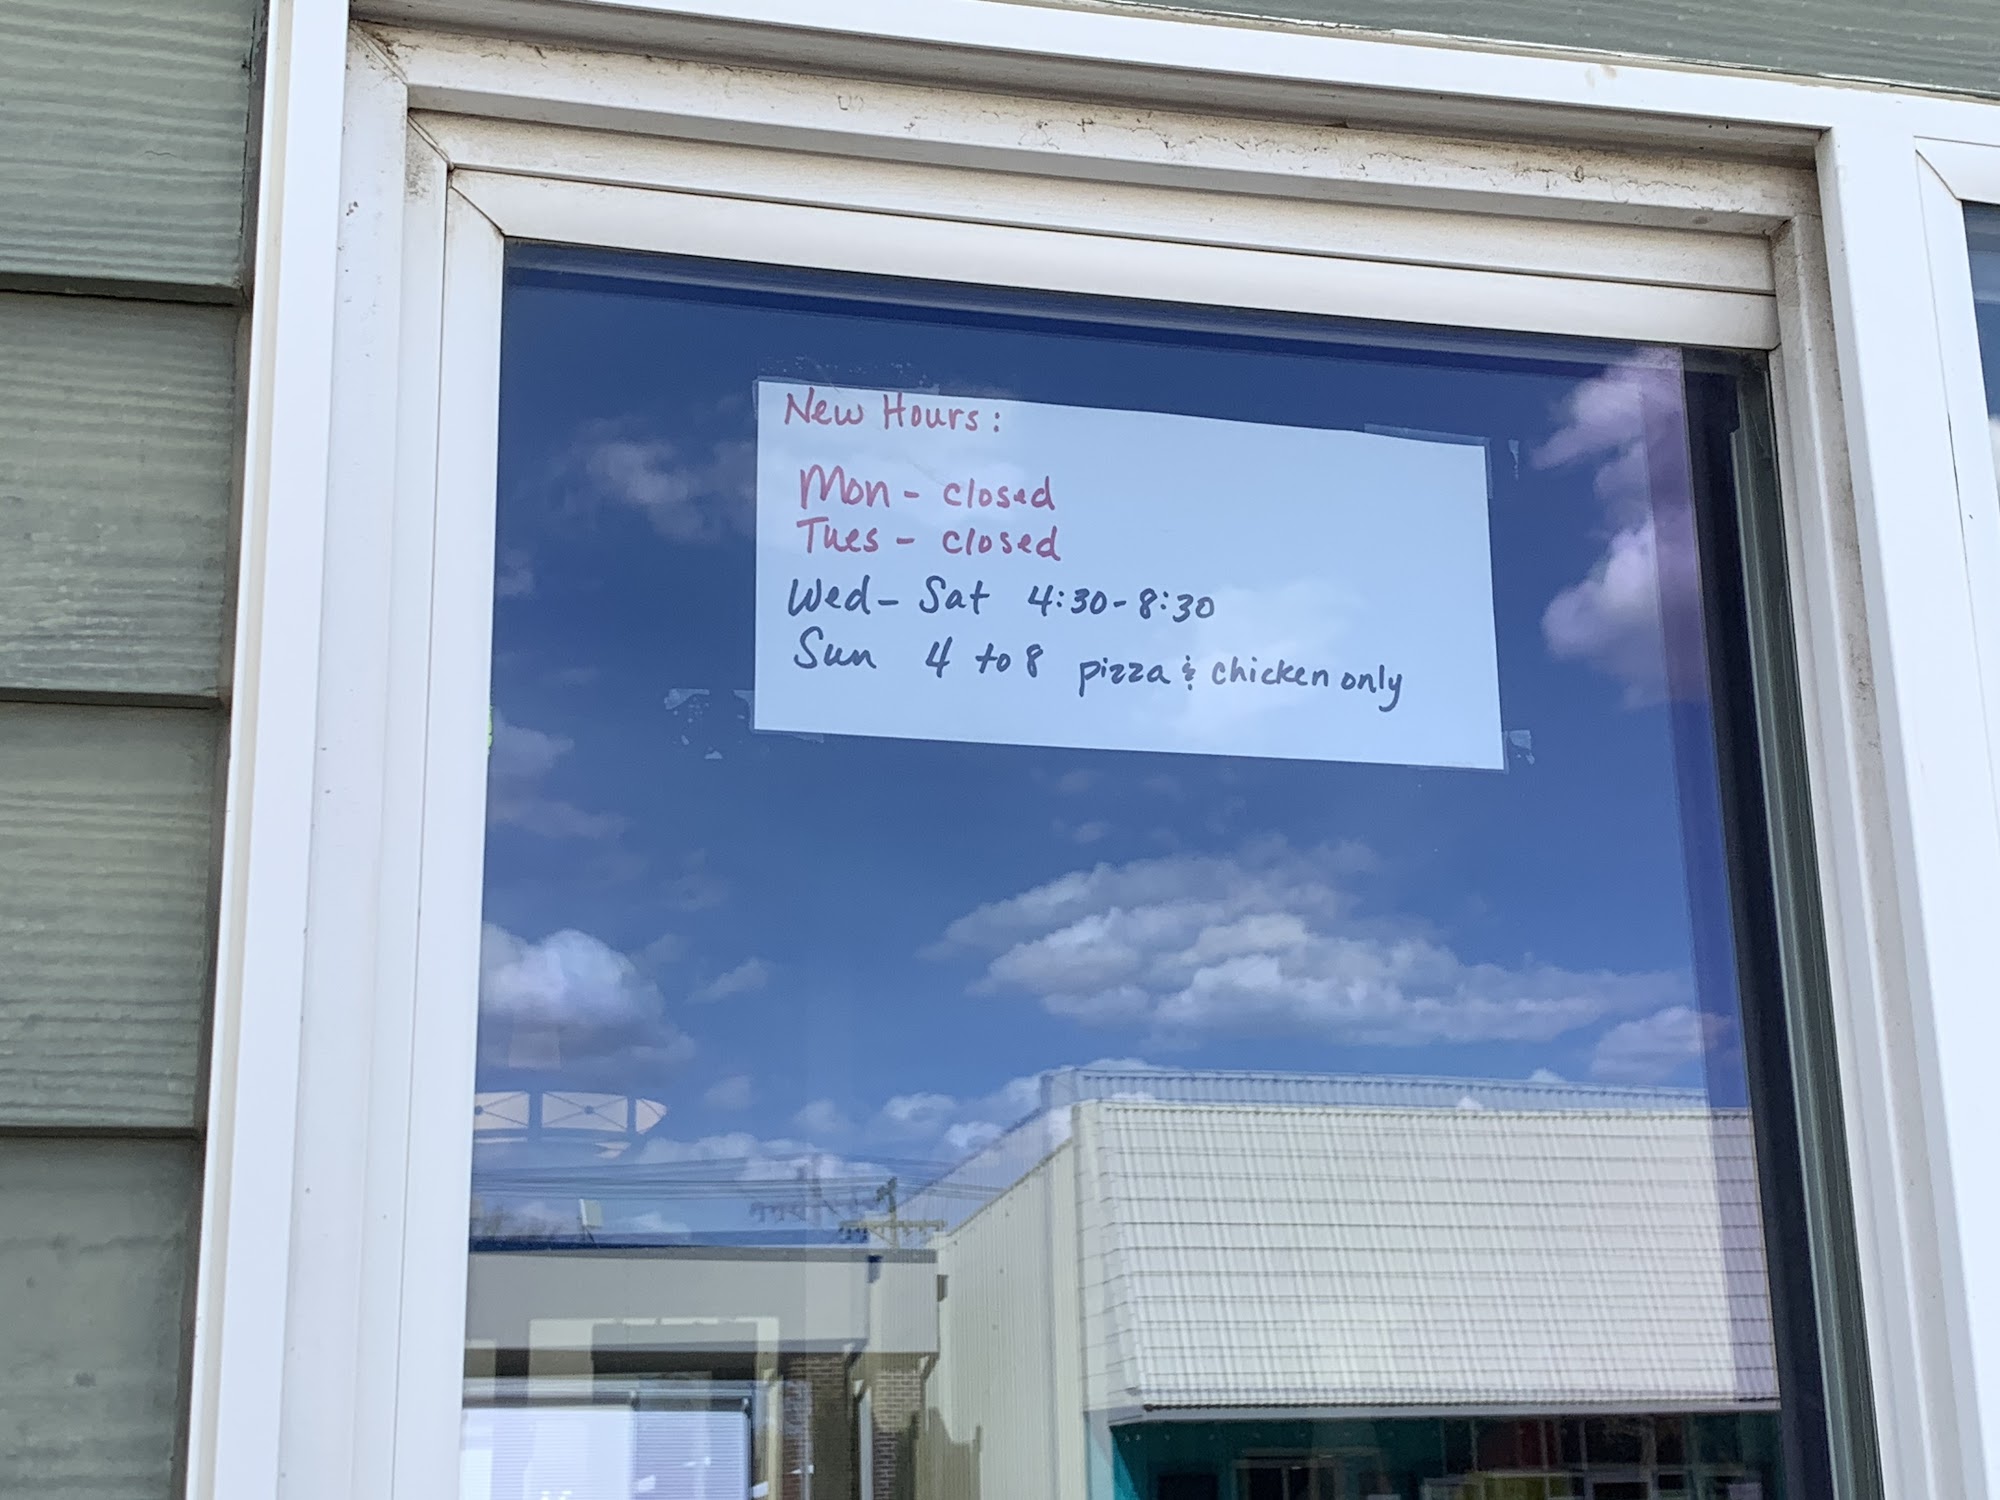 New Hours:
Mon - closed
Tues - closed
Wed - Sat 4:30-8:30
Sun 4 to 8 pizza & chicken only